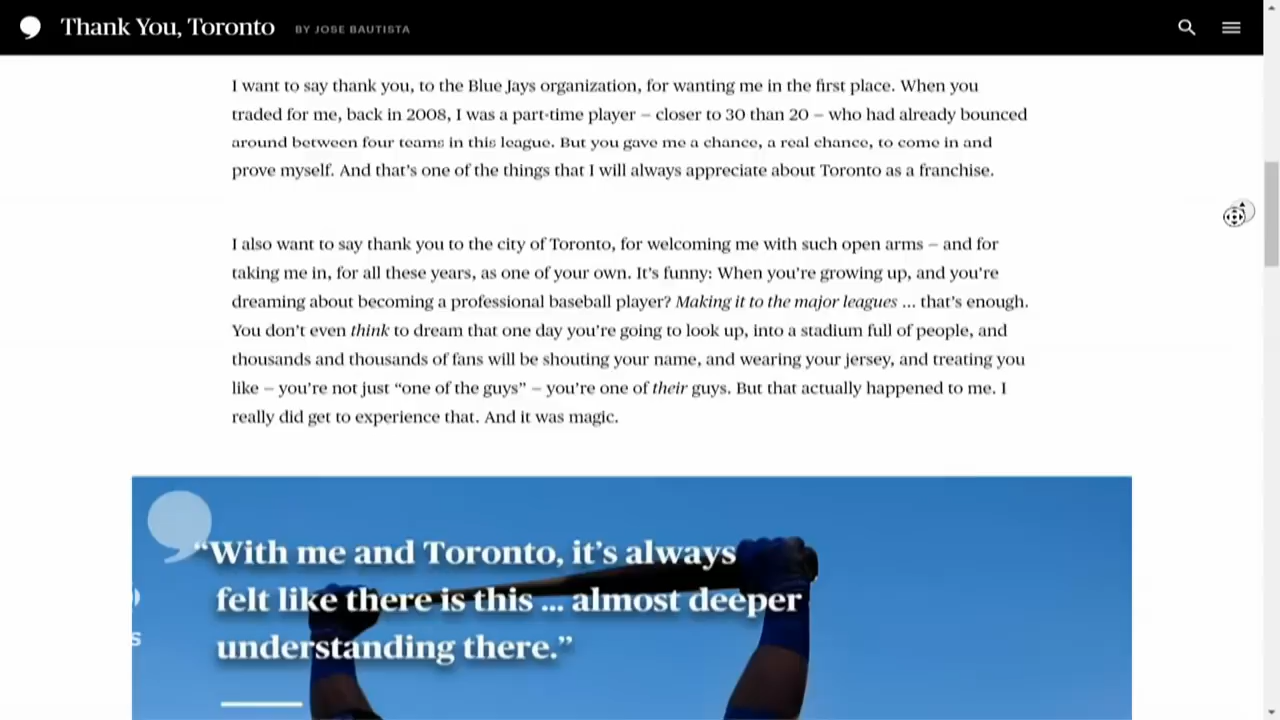 Thank You, Toronto BY JOSE BAUTISTA
I want to say thank you, to the Blue Jays organization, for wanting me in the first place. When you
traded for me, back in 2008, I was a part-time player – closer to 30 than 20 – who had already bounced
around between four teams in this league. But you gave me a chance, a real chance, to come in and
prove myself. And that’s one of the things that I will always appreciate about Toronto as a franchise.
I also want to say thank you to the city of Toronto, for welcoming me with such open arms – and for
taking me in, for all these years, as one of your own. It’s funny: When you’re growing up, and you’re
dreaming about becoming a professional baseball player? Making it to the major leagues … that’s enough.
You don’t even think to dream that one day you’re going to look up, into a stadium full of people, and
thousands and thousands of fans will be shouting your name, and wearing your jersey, and treating you
like – you’re not just “one of the guys” – you’re one of their guys. But that actually happened to me. I
really did get to experience that. And it was magic.
“With me and Toronto, it’s always
felt like there is this … almost deeper
understanding there.”